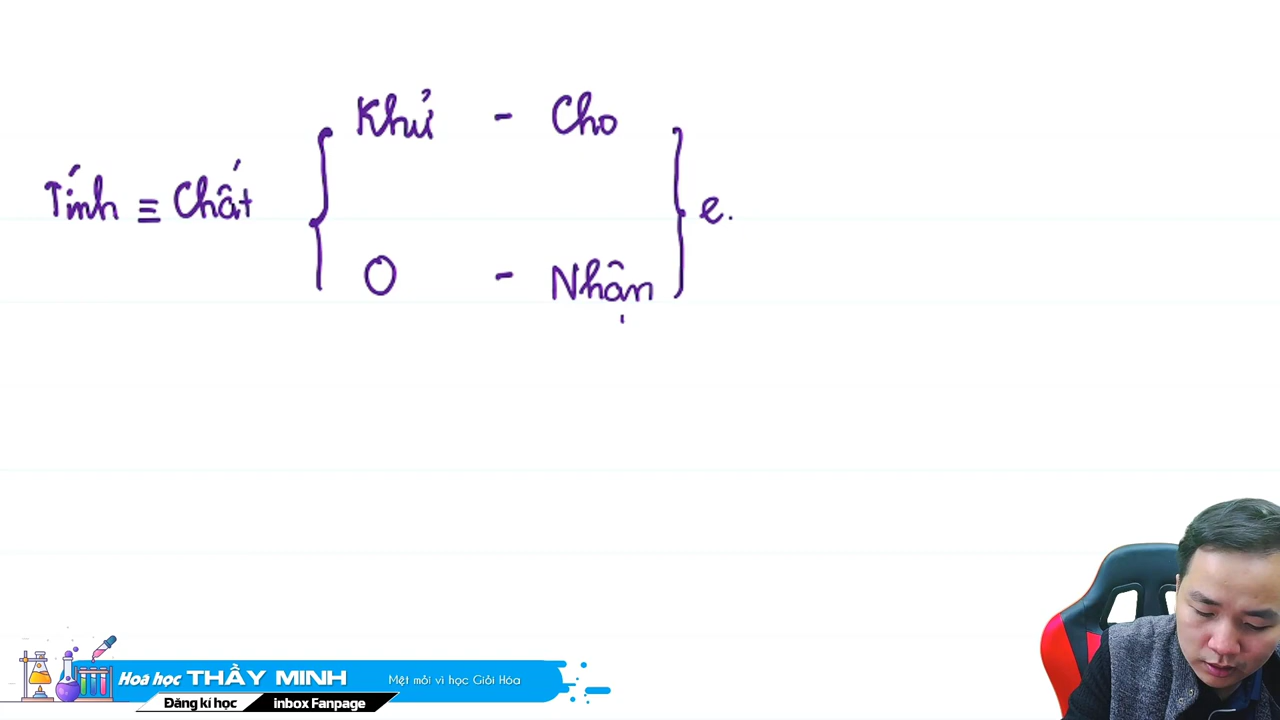 Khử - Cho
Tính ≡ Chất { } e.
O - Nhận
Hoá học THẦY MINH
Mệt mỏi vì học Giỏi Hóa
Đăng kí học inbox Fanpage